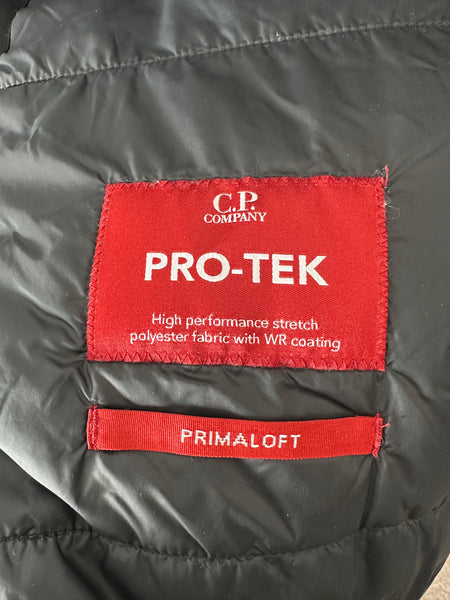 C.P.
COMPANY
PRO-TEK
High performance stretch
polyester fabric with WR coating
PRIMALOFT